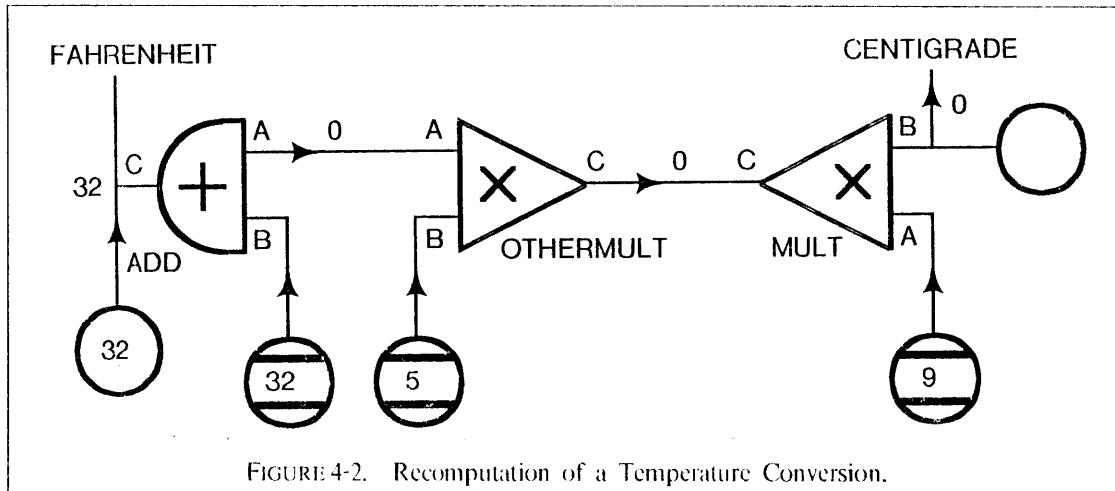 FAHRENHEIT
CENTIGRADE
A 0 A
B 0
32 C
C 0 C
B
B
A
ADD
OTHERMULT
MULT
32
32
5
9
FIGURE 4-2. Recomputation of a Temperature Conversion.